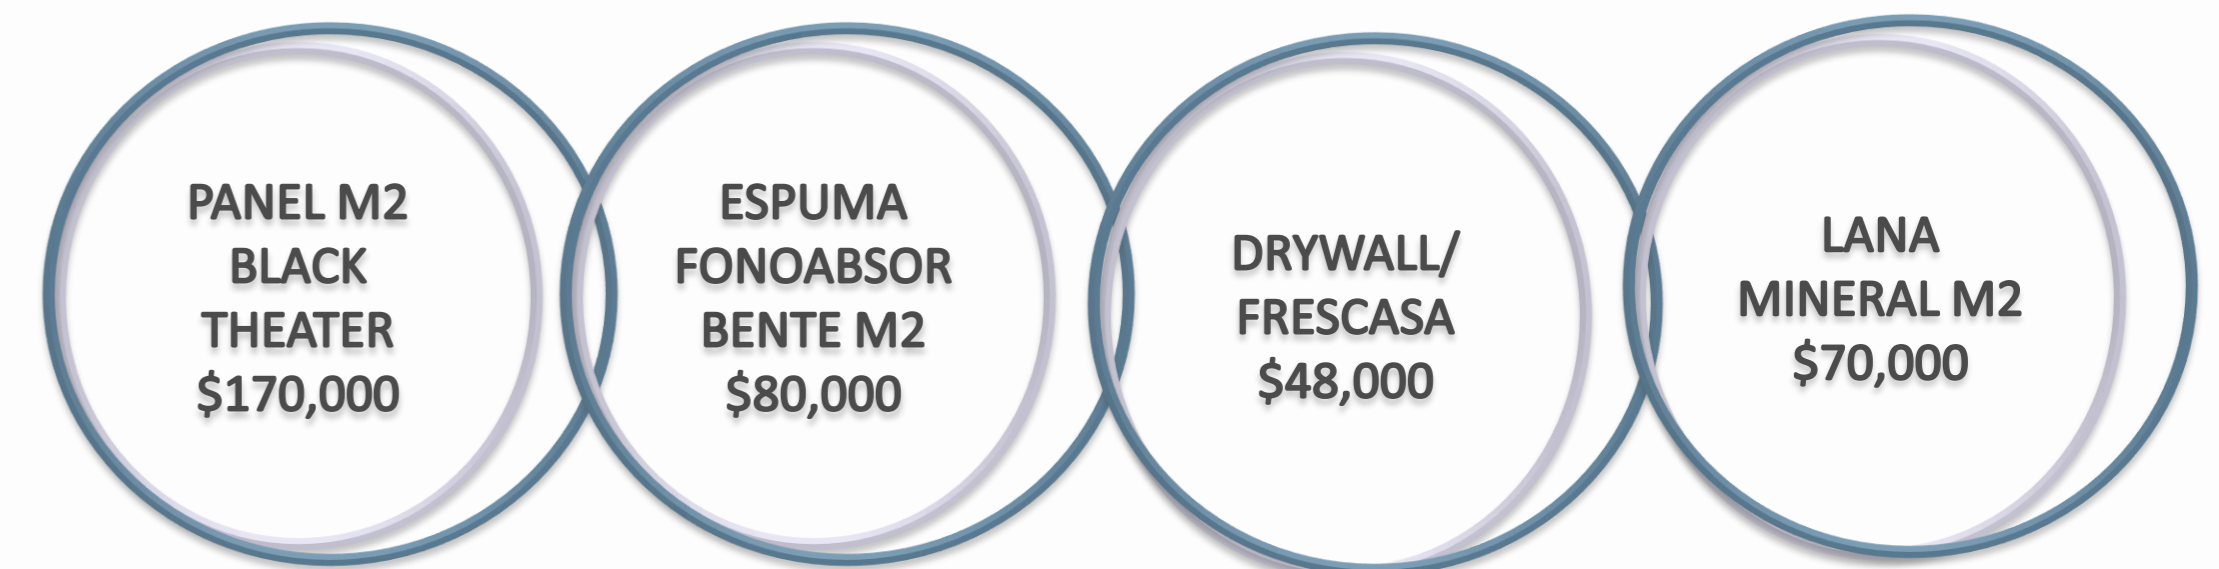 PANEL M2
BLACK
THEATER
$170,000
ESPUMA
FONOABSOR
BENTE M2
$80,000
DRYWALL/
FRESCASA
$48,000
LANA
MINERAL M2
$70,000